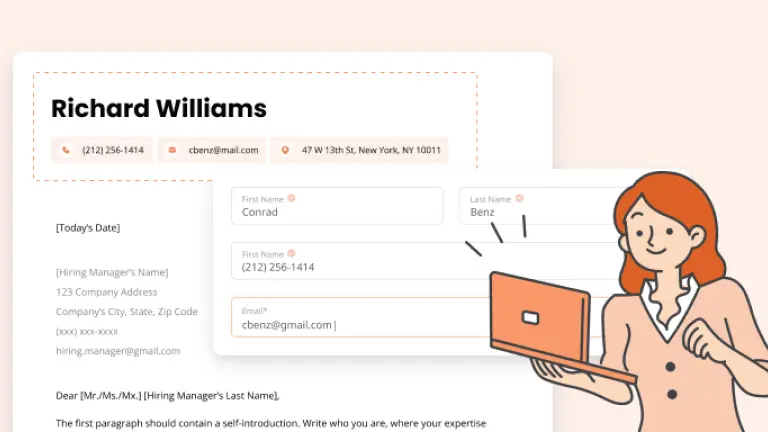 Richard Williams
(212) 256-1414 cbenz@mail.com 47 W 13th St, New York, NY 10011
[Today's Date]
[Hiring Manager's Name]
123 Company Address
Company's City, State, Zip Code
(xxx) xxx-xxxx
hiring.manager@gmail.com
Dear [Mr./Ms./Mx.] [Hiring Manager's Last Name],
The first paragraph should contain a self-introduction. Write who you are, where your expertise
First Name Last Name
Conrad Benz
First Name
(212) 256-1414
Email*
cbenz@gmail.com